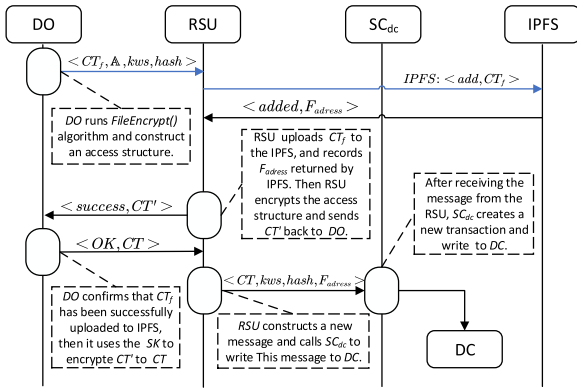 DO
RSU
SC_dc
IPFS
< CT_f, 𝔸, kws, hash >
IPFS: < add, CT_f >
< added, F_adress >
DO runs FileEncrypt()
algorithm and construct
an access structure.
RSU uploads CT_f to
the IPFS, and records
F_adress returned by
IPFS. Then RSU
encrypts the access
structure and sends
CT' back to DO.
After receiving the
message from the
RSU, SC_dc creates a
new transaction and
write to DC.
< success, CT' >
< OK, CT >
< CT, kws, hash, F_adress >
DO confirms that CT_f
has been successfully
uploaded to IPFS,
then it uses the SK to
encrypte CT' to CT
RSU constructs a new
message and calls SC_dc to
write This message to DC.
DC